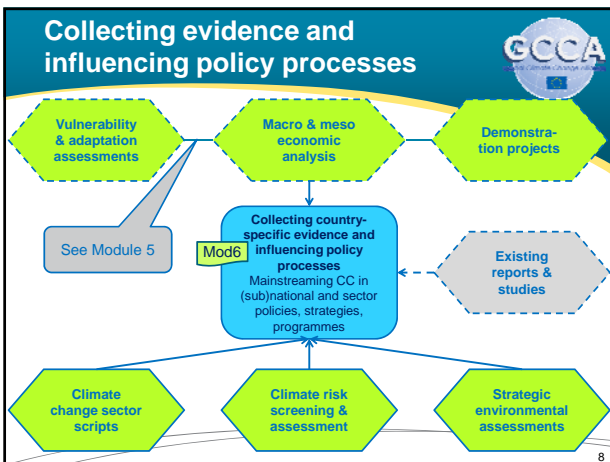 Collecting evidence and
influencing policy processes
GCCA
Vulnerability
& adaptation
assessments
Macro & meso
economic
analysis
Demonstra-
tion projects
See Module 5
Mod6
Collecting country-
specific evidence and
influencing policy
processes
Mainstreaming CC in
(sub)national and sector
policies, strategies,
programmes
Existing
reports &
studies
Climate
change sector
scripts
Climate risk
screening &
assessment
Strategic
environmental
assessments
8